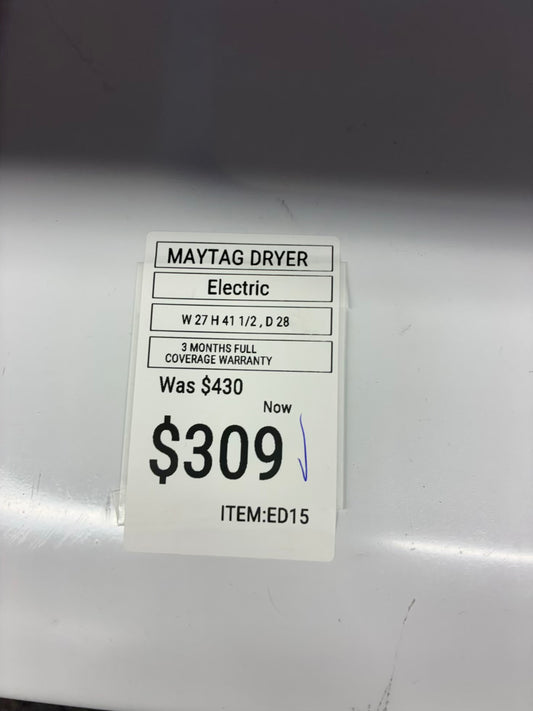 MAYTAG DRYER
Electric
W 27 H 41 1/2 , D 28
3 MONTHS FULL
COVERAGE WARRANTY
Was $430
Now
$309
ITEM:ED15